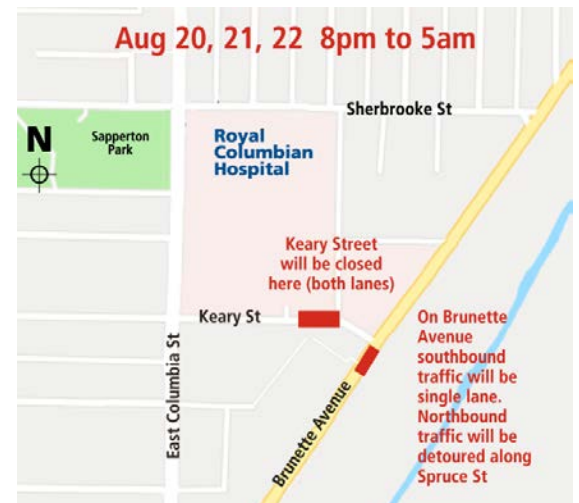 Aug 20, 21, 22 8pm to 5am
Sherbrooke St
N
Sapperton
Park
Royal
Columbian
Hospital
Keary Street
will be closed
here (both lanes)
Keary St
East Columbia St
Brunette Avenue
On Brunette
Avenue
southbound
traffic will be
single lane.
Northbound
traffic will be
detoured along
Spruce St